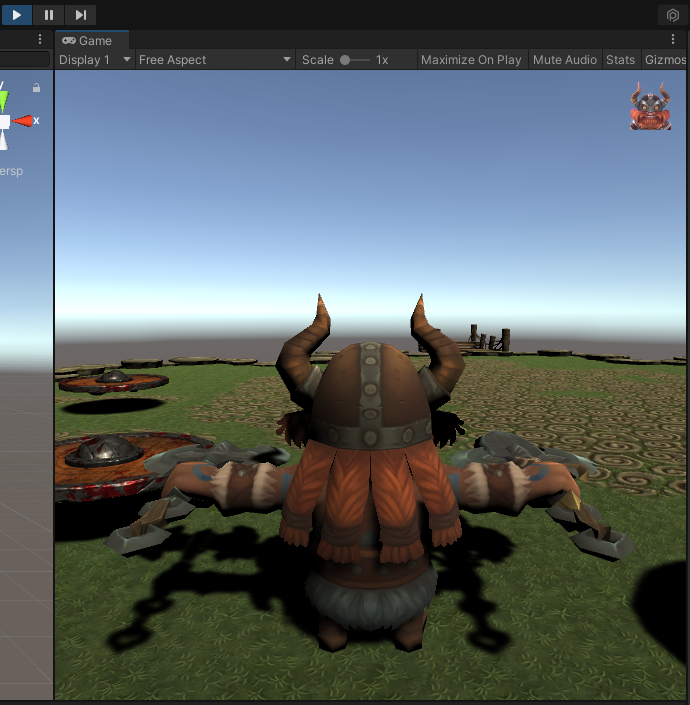 Game
Display 1 Free Aspect Scale 1x Maximize On Play Mute Audio Stats Gizmos
y
x
ersp